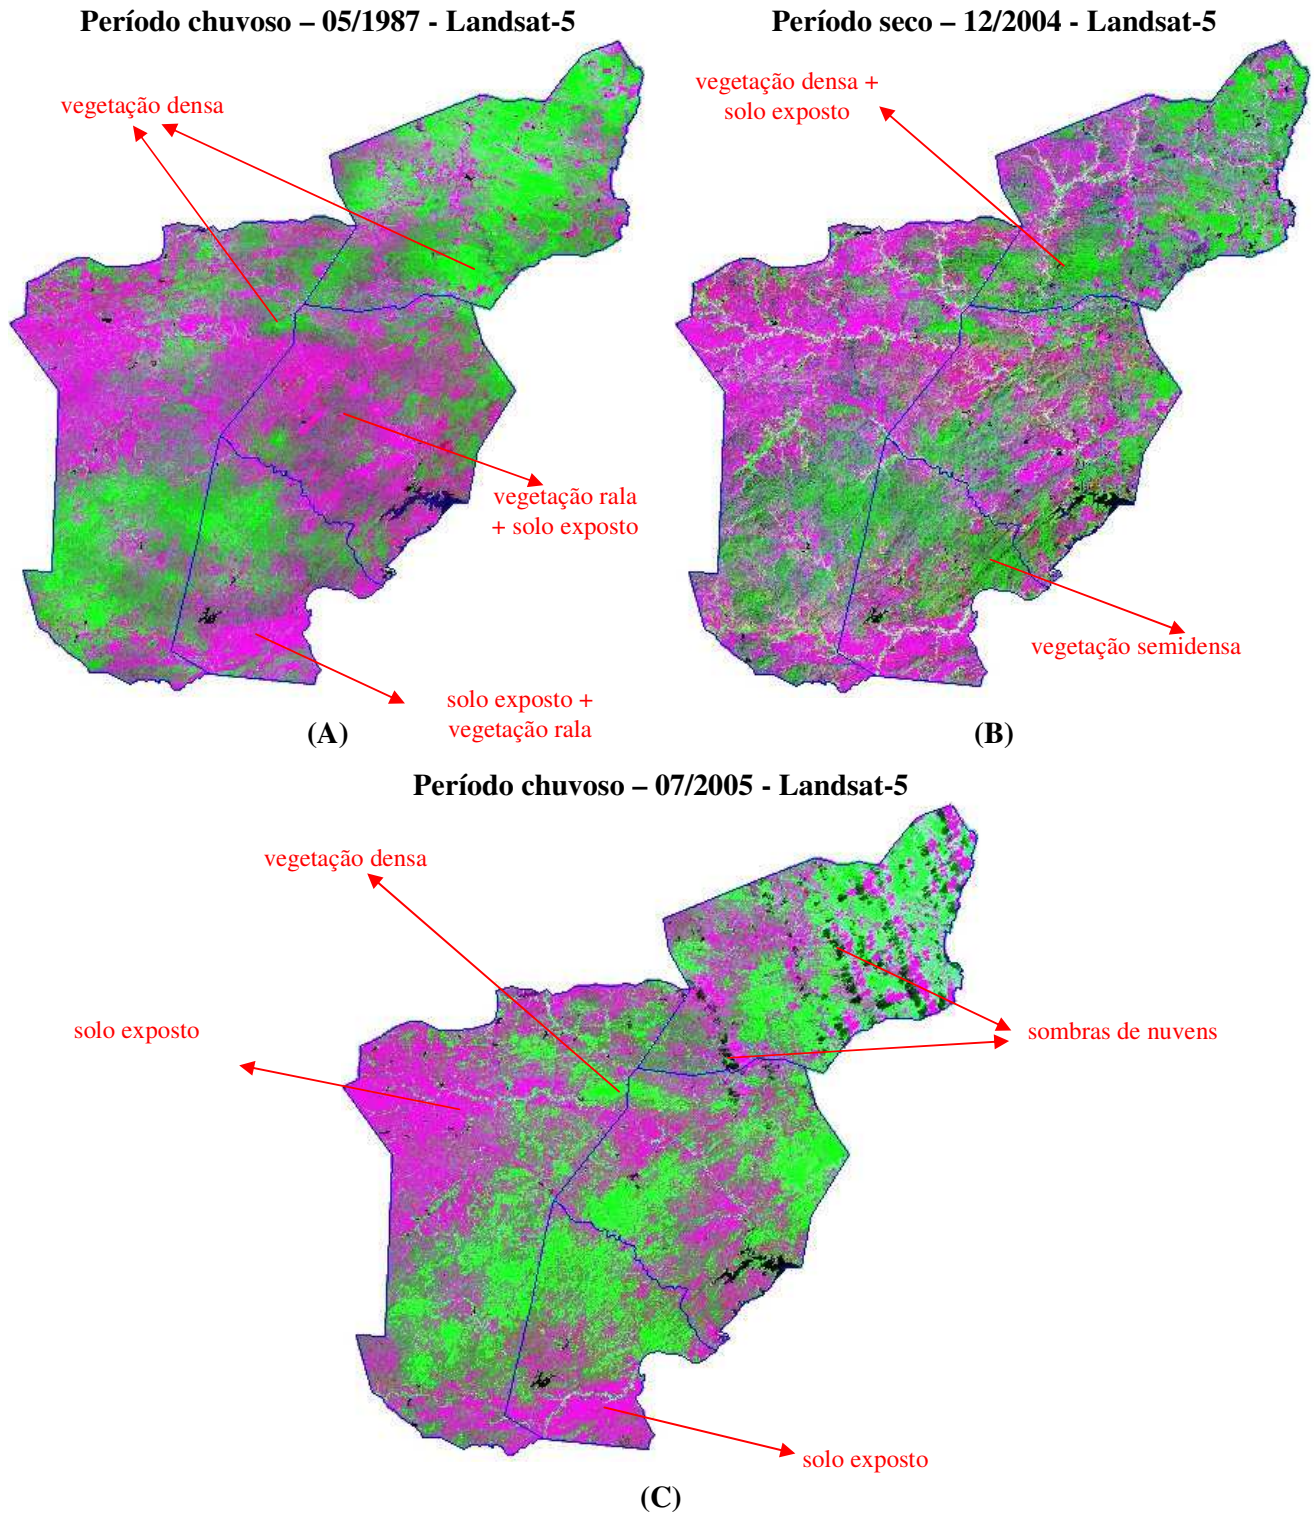 Período chuvoso – 05/1987 - Landsat-5
vegetação densa
vegetação rala
+ solo exposto
solo exposto +
vegetação rala
(A)
Período seco – 12/2004 - Landsat-5
vegetação densa +
solo exposto
vegetação semidensa
(B)
Período chuvoso – 07/2005 - Landsat-5
vegetação densa
solo exposto
sombras de nuvens
solo exposto
(C)